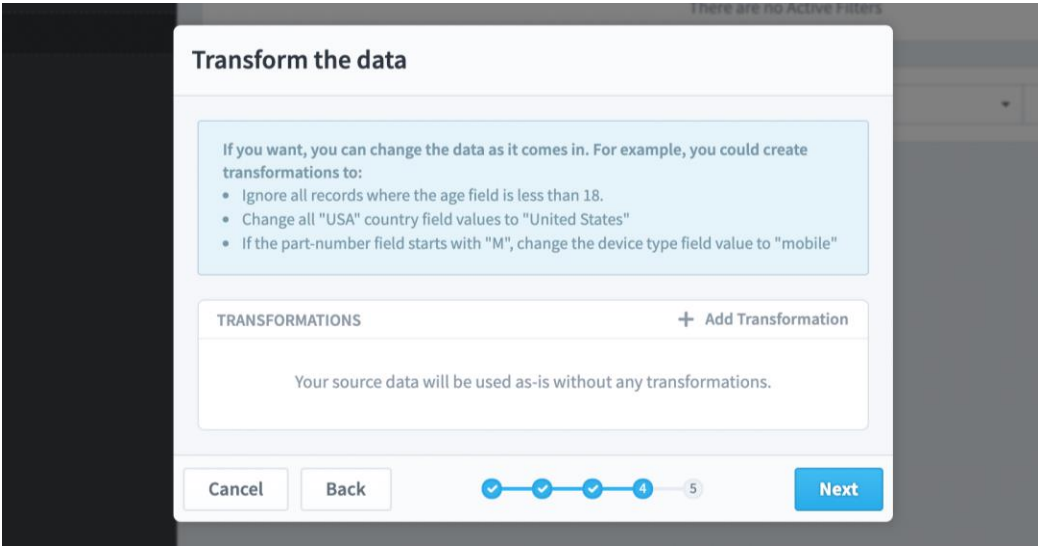 There are no Active Filters
Transform the data
If you want, you can change the data as it comes in. For example, you could create
transformations to:
• Ignore all records where the age field is less than 18.
• Change all "USA" country field values to "United States"
• If the part-number field starts with "M", change the device type field value to "mobile"
TRANSFORMATIONS
+ Add Transformation
Your source data will be used as-is without any transformations.
Cancel
Back
4
5
Next